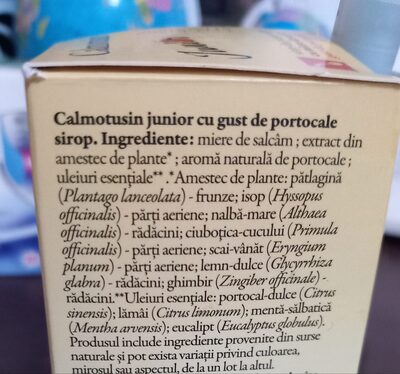 Calmotusin junior cu gust de portocale
sirop. Ingrediente: miere de salcâm ; extract din
amestec de plante* ; aromă naturală de portocale ;
uleiuri esențiale** .*Amestec de plante: pătlagină
(Plantago lanceolata) - frunze; isop (Hyssopus
officinalis) - părți aeriene; nalbă-mare (Althaea
officinalis) - rădăcini; ciuboțica-cucului (Primula
officinalis) - părți aeriene; scai-vânăt (Eryngium
planum) - părți aeriene; lemn-dulce (Glycyrrhiza
glabra) - rădăcini; ghimbir (Zingiber officinale) -
rădăcini.**Uleiuri esențiale: portocal-dulce (Citrus
sinensis); lămâi (Citrus limonum); mentă-sălbatică
(Mentha arvensis); eucalipt (Eucalyptus globulus).
Produsul include ingrediente provenite din surse
naturale și pot exista variații privind culoarea,
mirosul sau aspectul, de la un lot la altul.